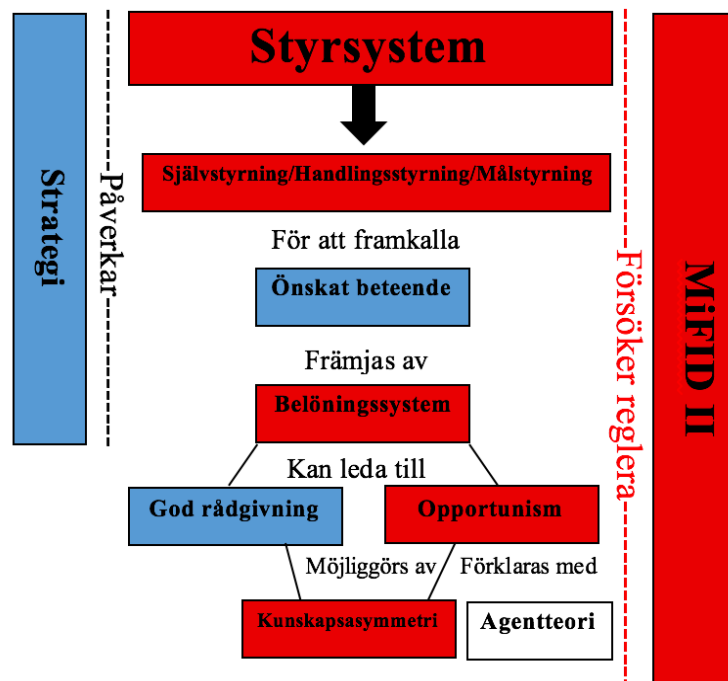 Styrsystem
Strategi
Påverkar
Självstyrning/Handlingsstyrning/Målstyrning
För att framkalla
Önskat beteende
Främjas av
Belöningssystem
Kan leda till
God rådgivning
Opportunism
Möjliggörs av
Förklaras med
Kunskapsasymmetri
Agentteori
Försöker reglera
MiFID II